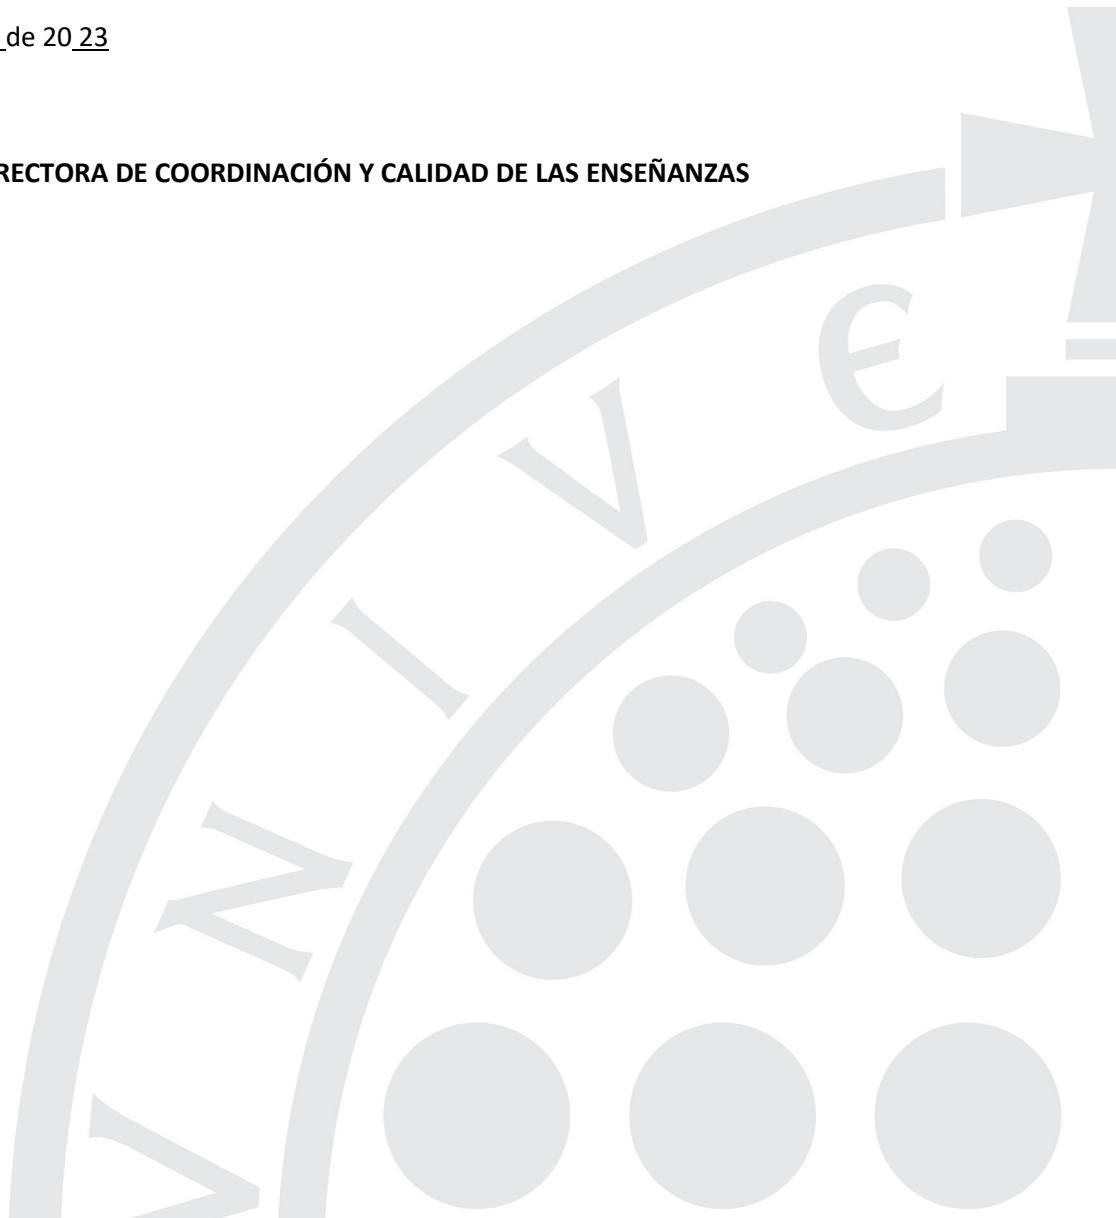 de 20 23
RECTORA DE COORDINACIÓN Y CALIDAD DE LAS ENSEÑANZAS
V N I V E